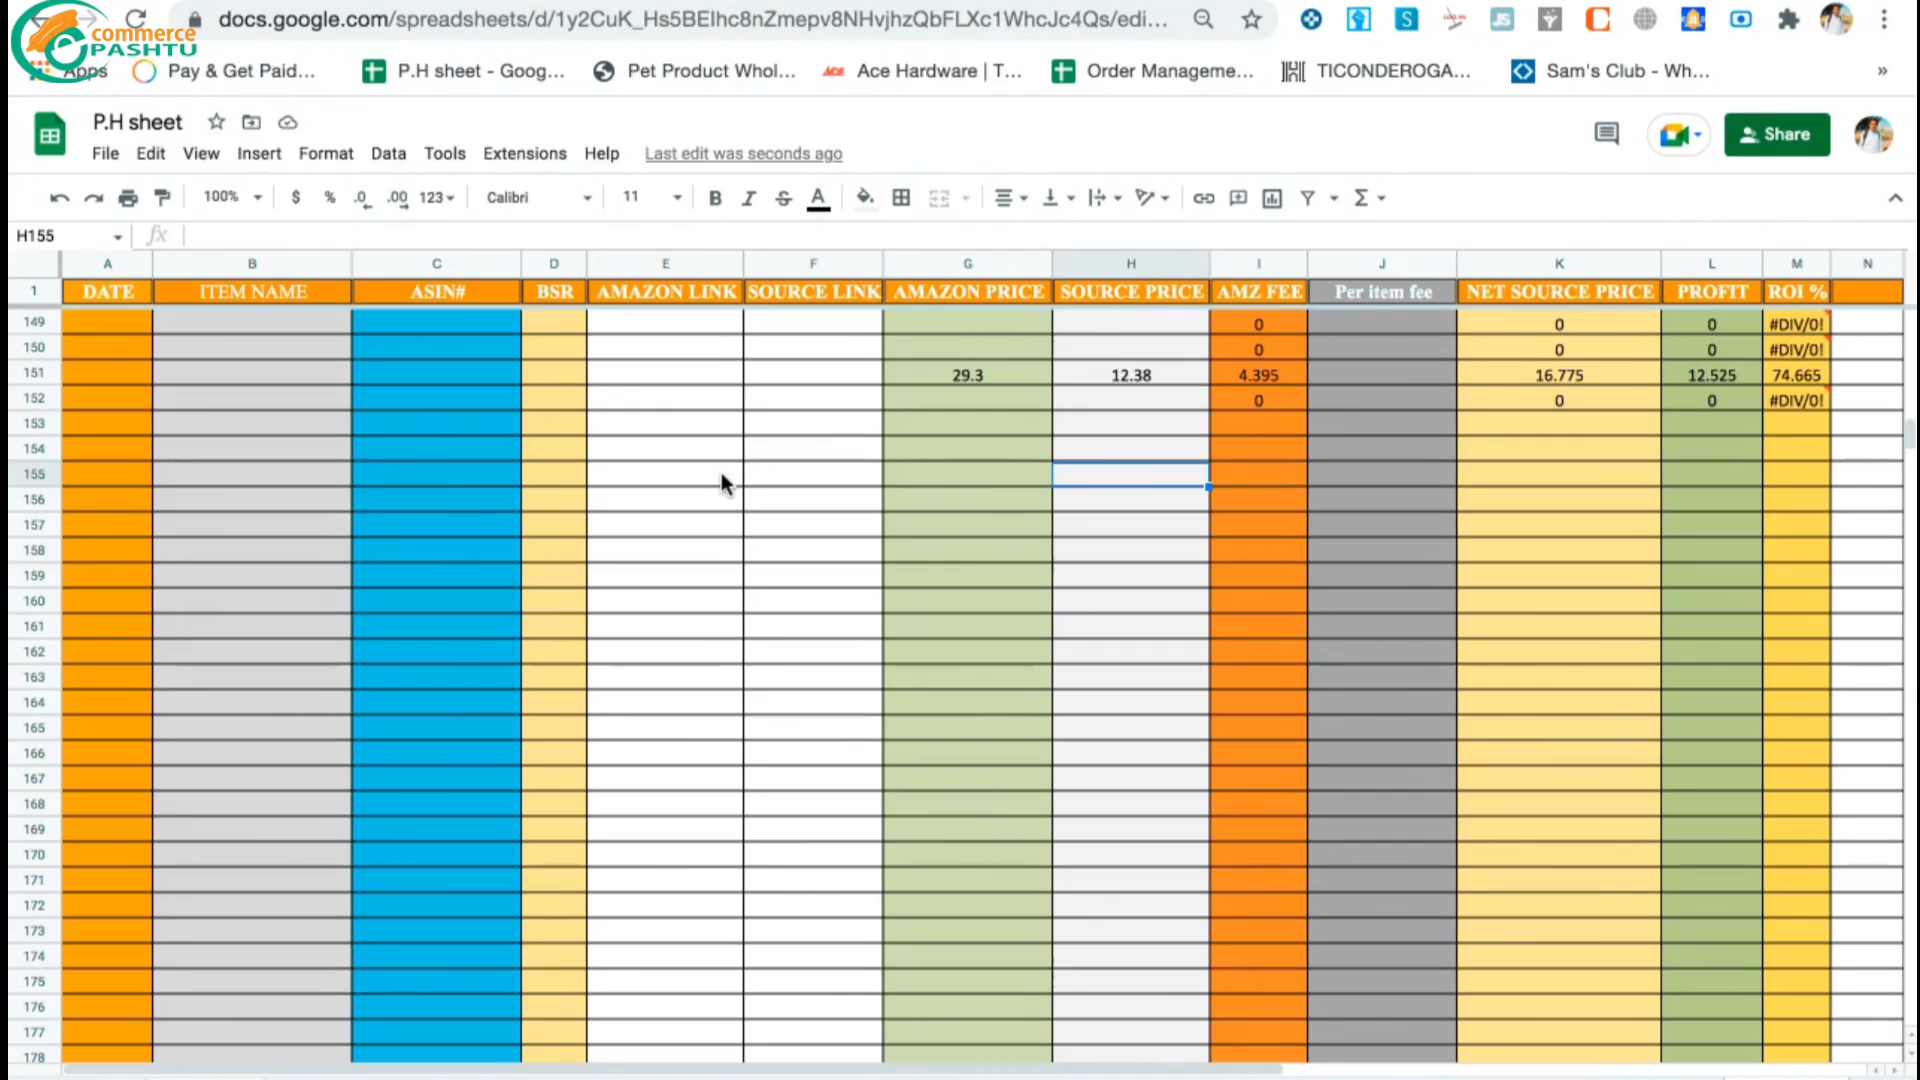 commerce
PASHTU
docs.google.com/spreadsheets/d/1y2CuK_Hs5BEIhc8nZmepv8NHvjhzQbFLXc1WhcJc4Qs/edi...
Apps Pay & Get Paid... P.H sheet - Goog... Pet Product Whol... ACE Ace Hardware | T... Order Manageme... TICONDEROGA... Sam's Club - Wh...
P.H sheet
Share
File Edit View Insert Format Data Tools Extensions Help Last edit was seconds ago
100% $ % .0 .00 123 Calibri 11 B I S A
H155 fx
A B C D E F G H I J K L M N
1 DATE ITEM NAME ASIN# BSR AMAZON LINK SOURCE LINK AMAZON PRICE SOURCE PRICE AMZ FEE Per item fee NET SOURCE PRICE PROFIT ROI %
149 0 0 0 #DIV/0!
150 0 0 0 #DIV/0!
151 29.3 12.38 4.395 16.775 12.525 74.665
152 0 0 0 #DIV/0!
153
154
155
156
157
158
159
160
161
162
163
164
165
166
167
168
169
170
171
172
173
174
175
176
177
178